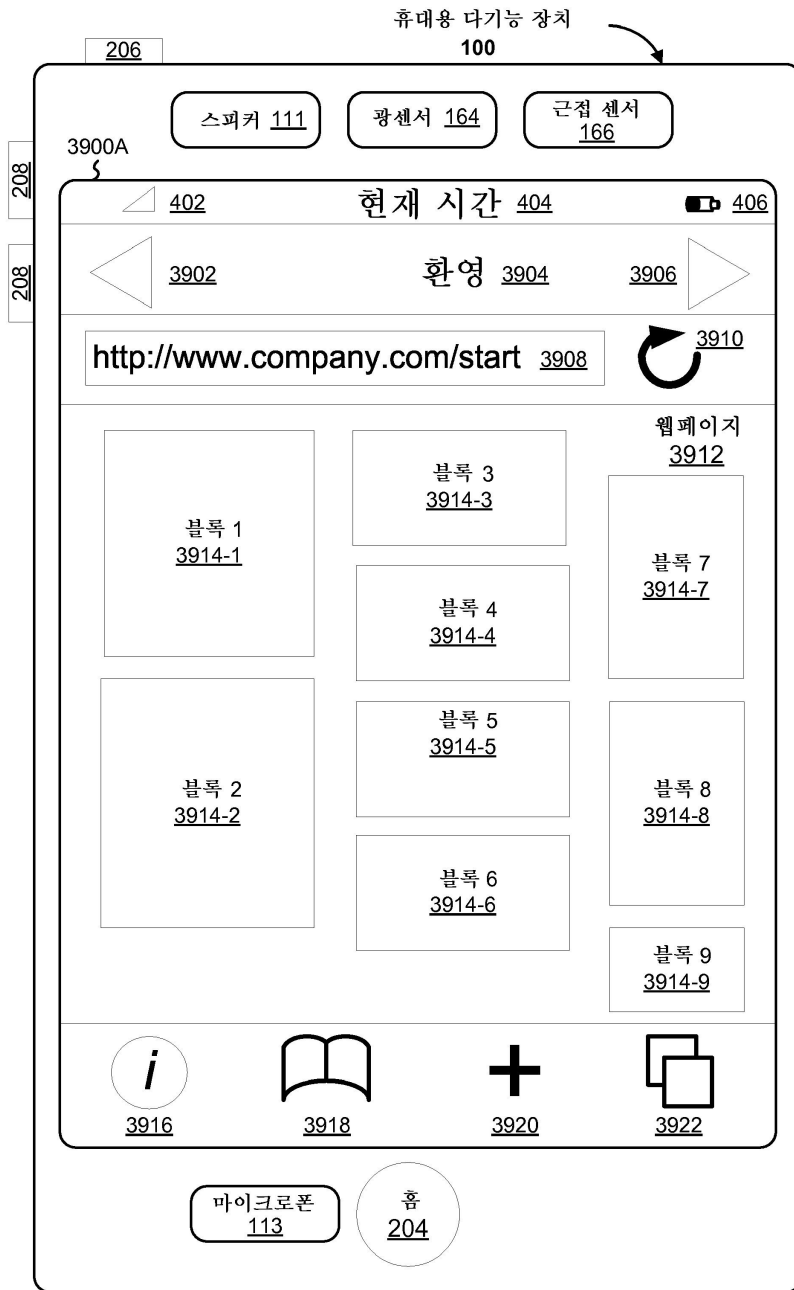 휴대용 다기능 장치
100
206
스피커 111
광센서 164
근접 센서
166
3900A
208
208
402
현재 시간 404
406
3902
환영 3904
3906
http://www.company.com/start 3908
3910
웹페이지
3912
블록 1
3914-1
블록 2
3914-2
블록 3
3914-3
블록 4
3914-4
블록 5
3914-5
블록 6
3914-6
블록 7
3914-7
블록 8
3914-8
블록 9
3914-9
i
3916
3918
3920
3922
마이크로폰
113
홈
204